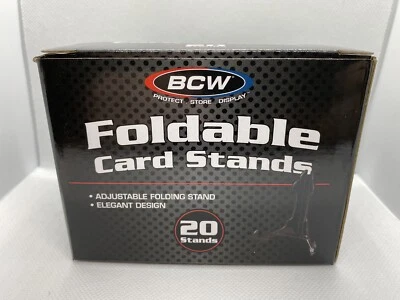 BCW
PROTECT STORE DISPLAY
Foldable
Card Stands
• ADJUSTABLE FOLDING STAND
• ELEGANT DESIGN
20
Stands